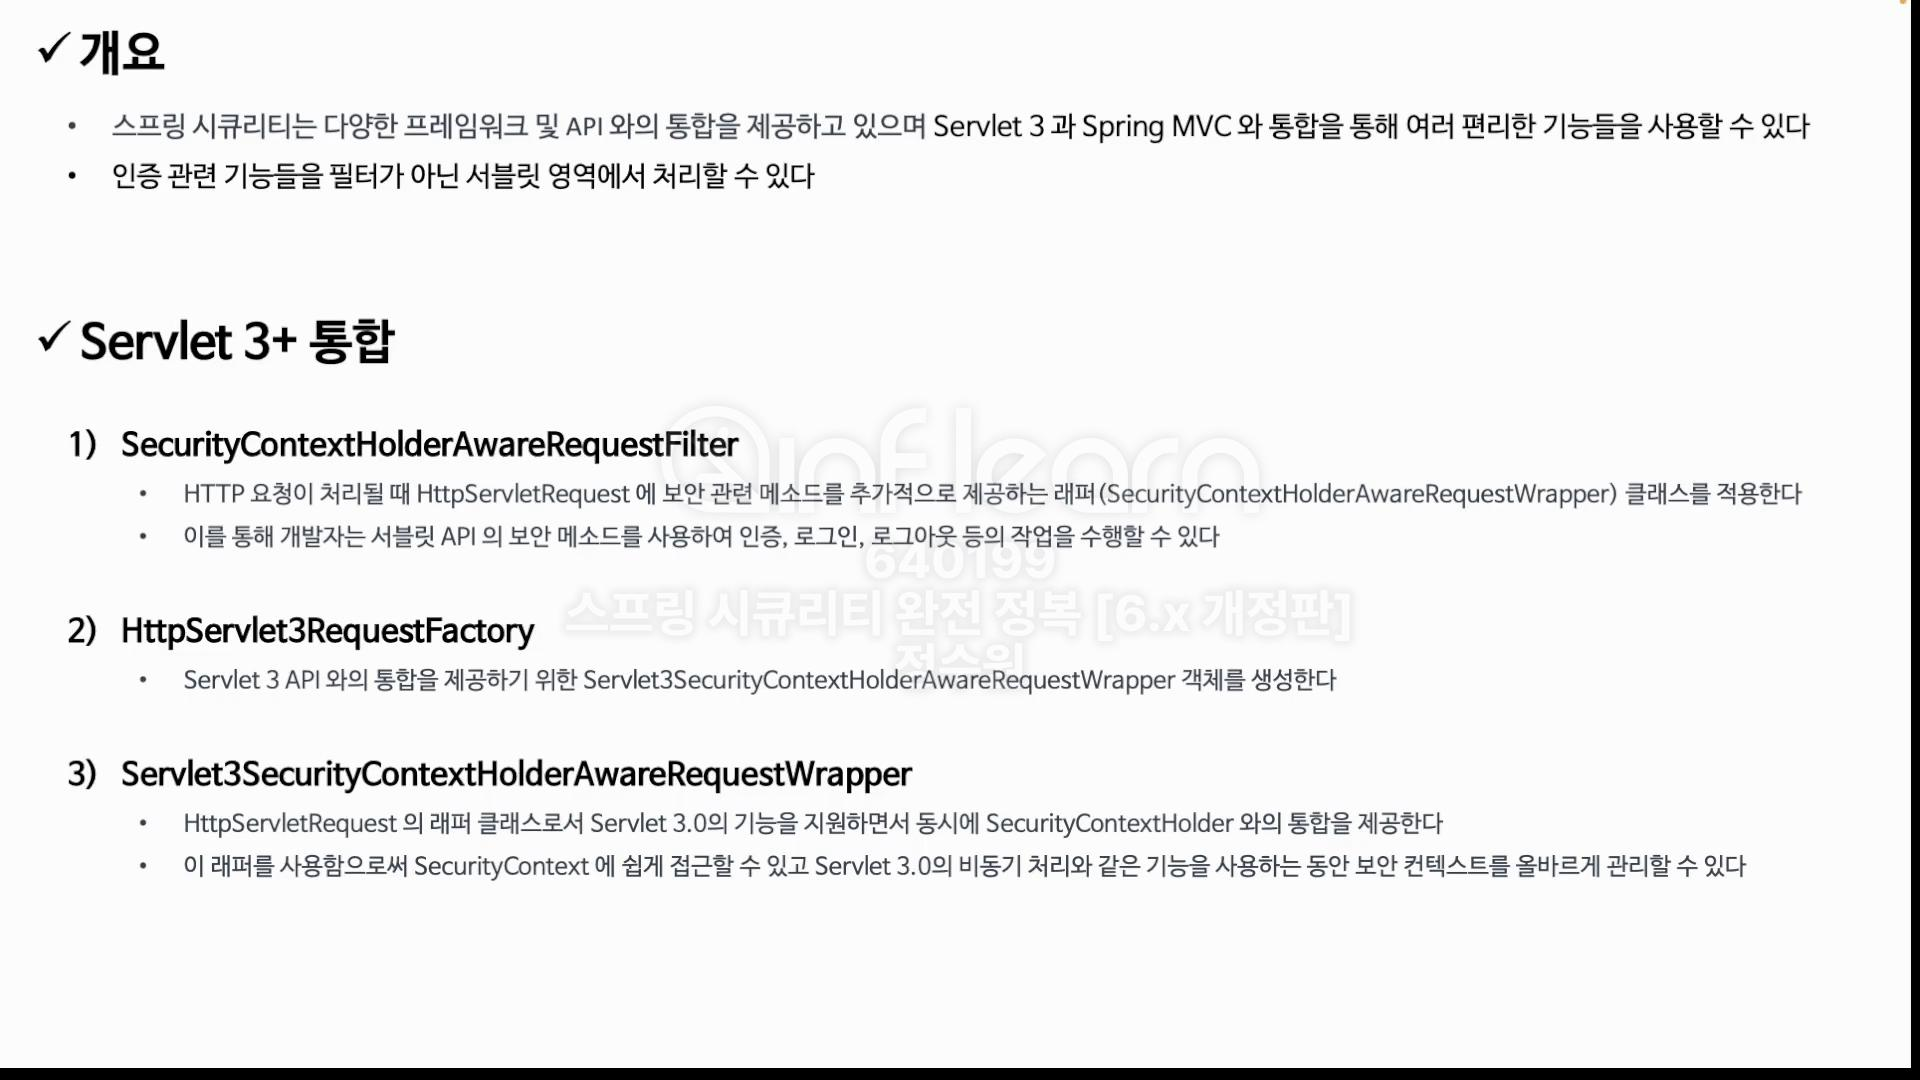 ✓ 개요
• 스프링 시큐리티는 다양한 프레임워크 및 API 와의 통합을 제공하고 있으며 Servlet 3 과 Spring MVC 와 통합을 통해 여러 편리한 기능들을 사용할 수 있다
• 인증 관련 기능들을 필터가 아닌 서블릿 영역에서 처리할 수 있다
✓ Servlet 3+ 통합
1) SecurityContextHolderAwareRequestFilter
inflearn
• HTTP 요청이 처리될 때 HttpServletRequest 에 보안 관련 메소드를 추가적으로 제공하는 래퍼(SecurityContextHolderAwareRequestWrapper) 클래스를 적용한다
• 이를 통해 개발자는 서블릿 API 의 보안 메소드를 사용하여 인증, 로그인, 로그아웃 등의 작업을 수행할 수 있다
640199
스프링 시큐리티 완전 정복 [6.x 개정판]
2) HttpServlet3RequestFactory
• Servlet 3 API 와의 통합을 제공하기 위한 Servlet3SecurityContextHolderAwareRequestWrapper 객체를 생성한다
3) Servlet3SecurityContextHolderAwareRequestWrapper
• HttpServletRequest 의 래퍼 클래스로서 Servlet 3.0의 기능을 지원하면서 동시에 SecurityContextHolder 와의 통합을 제공한다
• 이 래퍼를 사용함으로써 SecurityContext 에 쉽게 접근할 수 있고 Servlet 3.0의 비동기 처리와 같은 기능을 사용하는 동안 보안 컨텍스트를 올바르게 관리할 수 있다